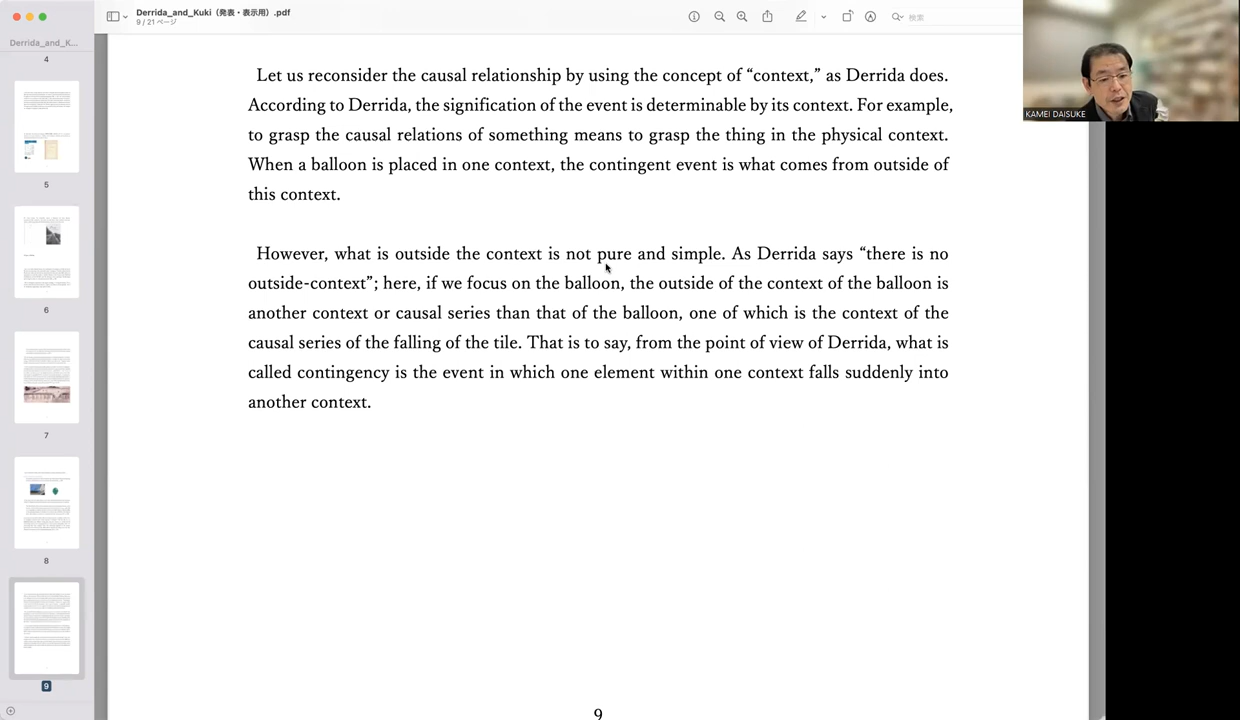 Derrida_and_Kuki（発表・表示用）.pdf
9 / 21 ページ
検索
Derrida_and_K...
4
5
6
7
8
9
KAMEI DAISUKE
Let us reconsider the causal relationship by using the concept of “context,” as Derrida does.
According to Derrida, the signification of the event is determinable by its context. For example,
to grasp the causal relations of something means to grasp the thing in the physical context.
When a balloon is placed in one context, the contingent event is what comes from outside of
this context.
However, what is outside the context is not pure and simple. As Derrida says “there is no
outside-context”; here, if we focus on the balloon, the outside of the context of the balloon is
another context or causal series than that of the balloon, one of which is the context of the
causal series of the falling of the tile. That is to say, from the point of view of Derrida, what is
called contingency is the event in which one element within one context falls suddenly into
another context.
9